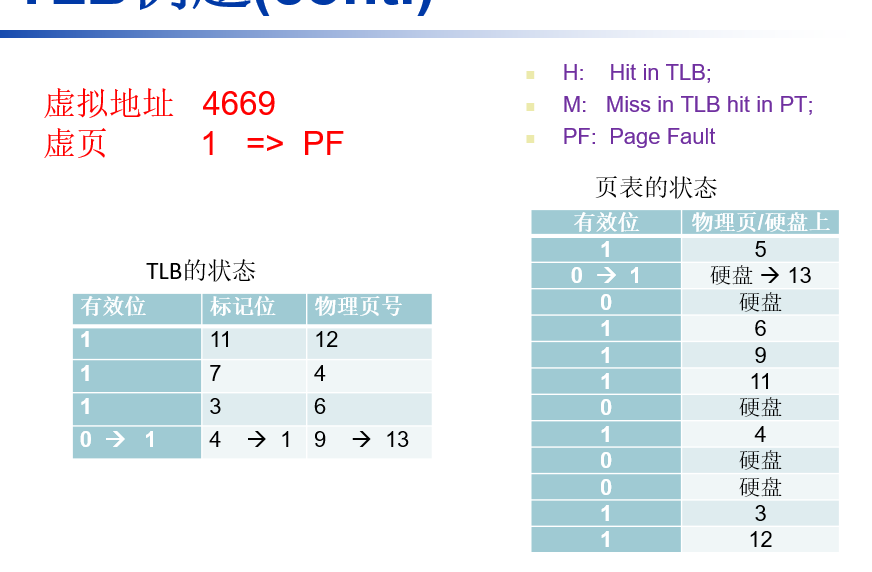 TLB例题(cont.)
虚拟地址 4669
虚页 1 => PF
H: Hit in TLB;
M: Miss in TLB hit in PT;
PF: Page Fault
TLB的状态
有效位 标记位 物理页号
1 11 12
1 7 4
1 3 6
0 → 1 4 → 1 9 → 13
页表的状态
有效位 物理页/硬盘上
1 5
0 → 1 硬盘 → 13
0 硬盘
1 6
1 9
1 11
0 硬盘
1 4
0 硬盘
0 硬盘
1 3
1 12